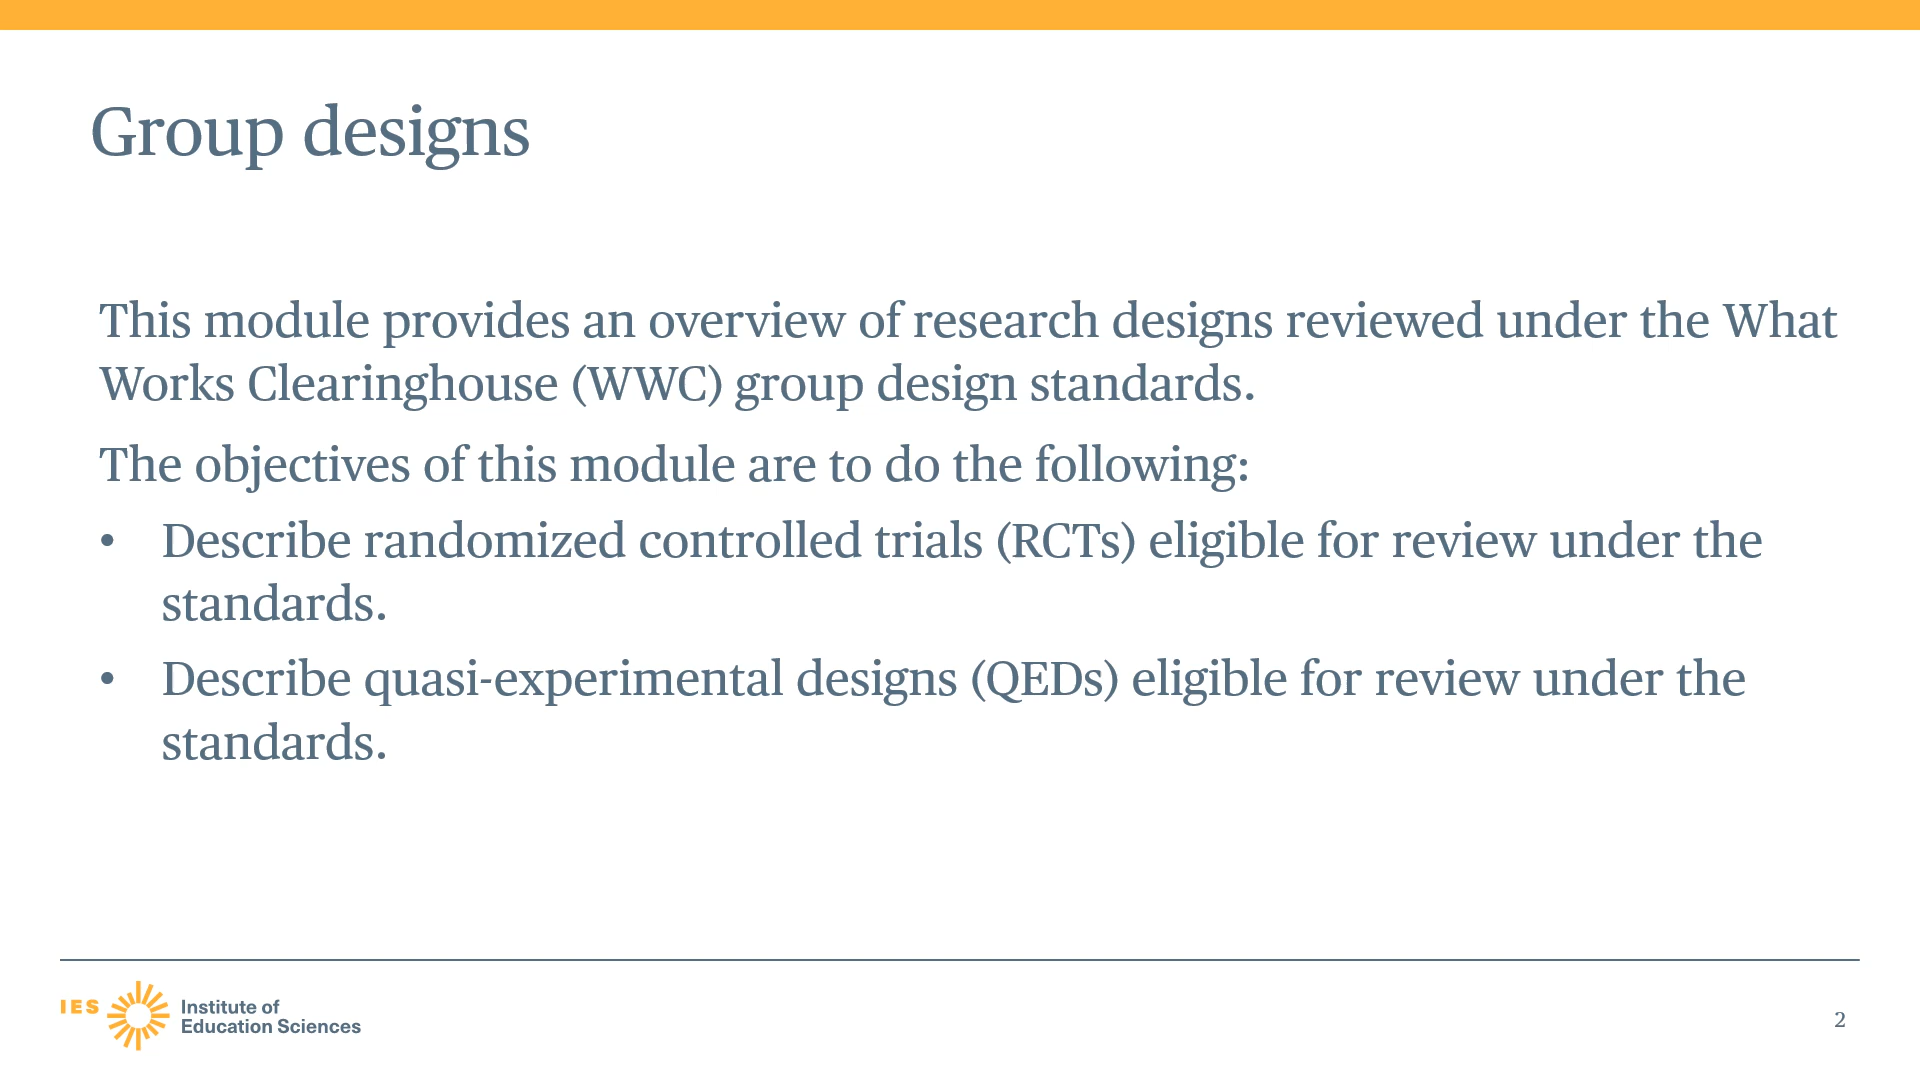 Group designs
This module provides an overview of research designs reviewed under the What
Works Clearinghouse (WWC) group design standards.
The objectives of this module are to do the following:
• Describe randomized controlled trials (RCTs) eligible for review under the
standards.
• Describe quasi-experimental designs (QEDs) eligible for review under the
standards.
IES
Institute of
Education Sciences
2